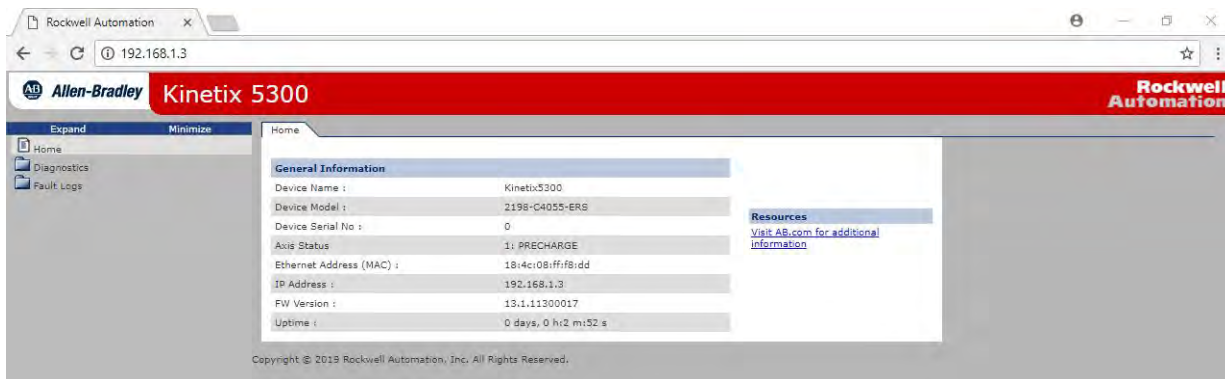 Rockwell Automation
192.168.1.3
AB Allen-Bradley Kinetix 5300 Rockwell Automation
Expand Minimize
Home
Diagnostics
Fault Logs
Home
General Information
Device Name : Kinetix5300
Device Model : 2198-C4055-ERS
Device Serial No : 0
Axis Status 1: PRECHARGE
Ethernet Address (MAC) : 18:4c:08:ff:f8:dd
IP Address : 192.168.1.3
FW Version : 13.1.11300017
Uptime : 0 days, 0 h:2 m:52 s
Resources
Visit AB.com for additional
information
Copyright © 2019 Rockwell Automation, Inc. All Rights Reserved.